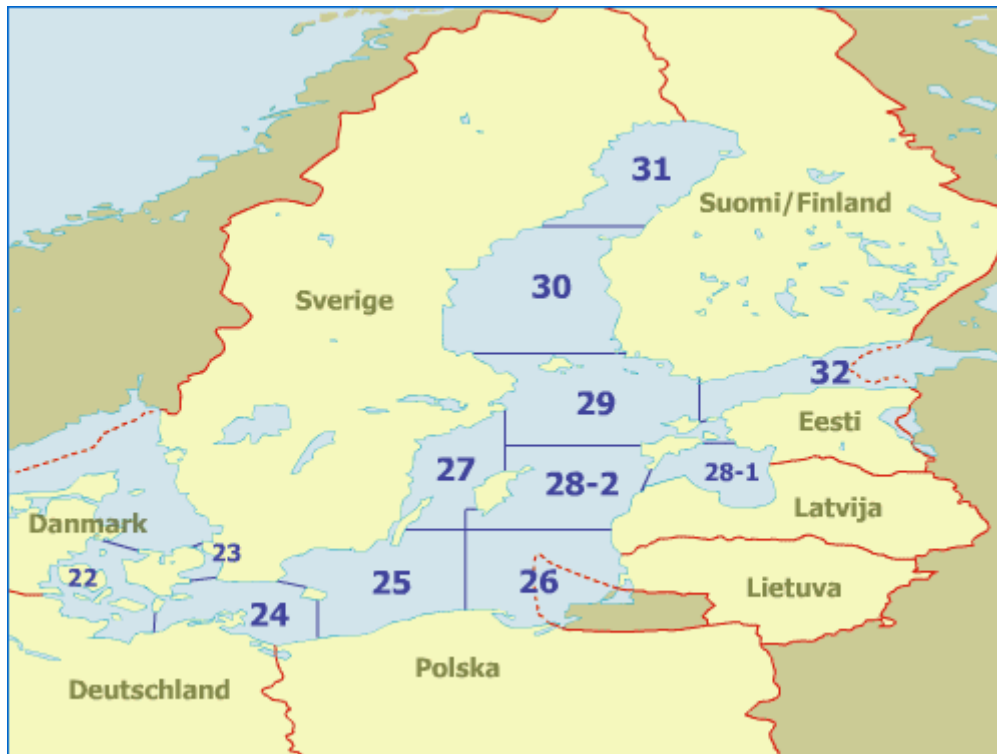 31
Suomi/Finland
30
Sverige
32
29
Eesti
27
28-2
28-1
Latvija
Danmark
23
22
25
26
Lietuva
24
Polska
Deutschland